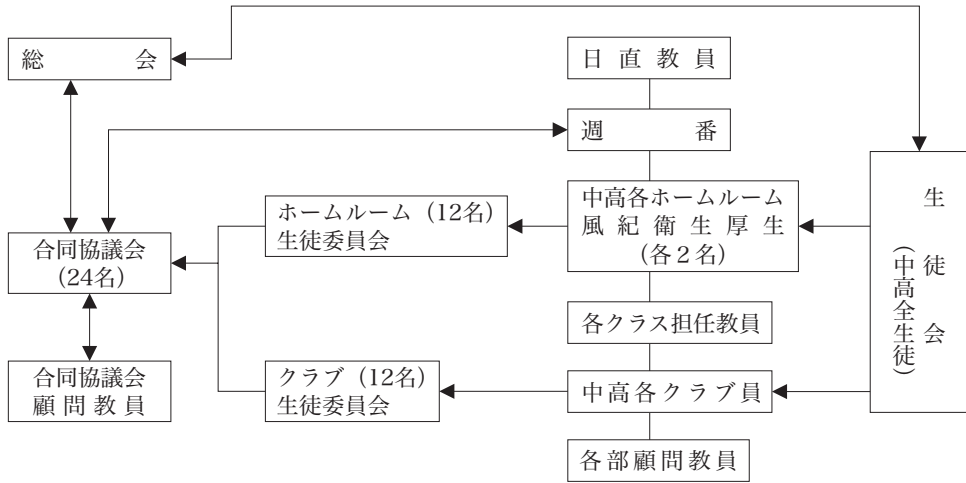 総会
日直教員
週番
中高各ホームルーム
風紀衛生厚生
(各2名)
ホームルーム (12名)
生徒委員会
合同協議会
(24名)
生徒会
(中高全生徒)
各クラス担任教員
合同協議会
顧問教員
クラブ (12名)
生徒委員会
中高各クラブ員
各部顧問教員